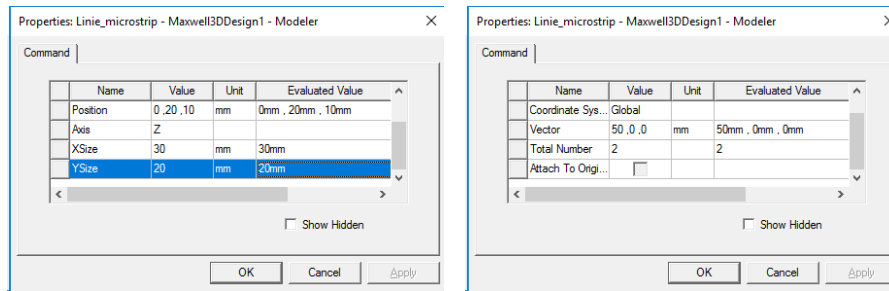 Properties: Linie_microstrip - Maxwell3DDesign1 - Modeler
Command
Name Value Unit Evaluated Value
Position 0 ,20 ,10 mm 0mm , 20mm , 10mm
Axis Z
XSize 30 mm 30mm
YSize 20 mm 20mm
Show Hidden
OK Cancel Apply
Properties: Linie_microstrip - Maxwell3DDesign1 - Modeler
Command
Name Value Unit Evaluated Value
Coordinate Sys... Global
Vector 50 ,0 ,0 mm 50mm , 0mm , 0mm
Total Number 2 2
Attach To Origi...
Show Hidden
OK Cancel Apply